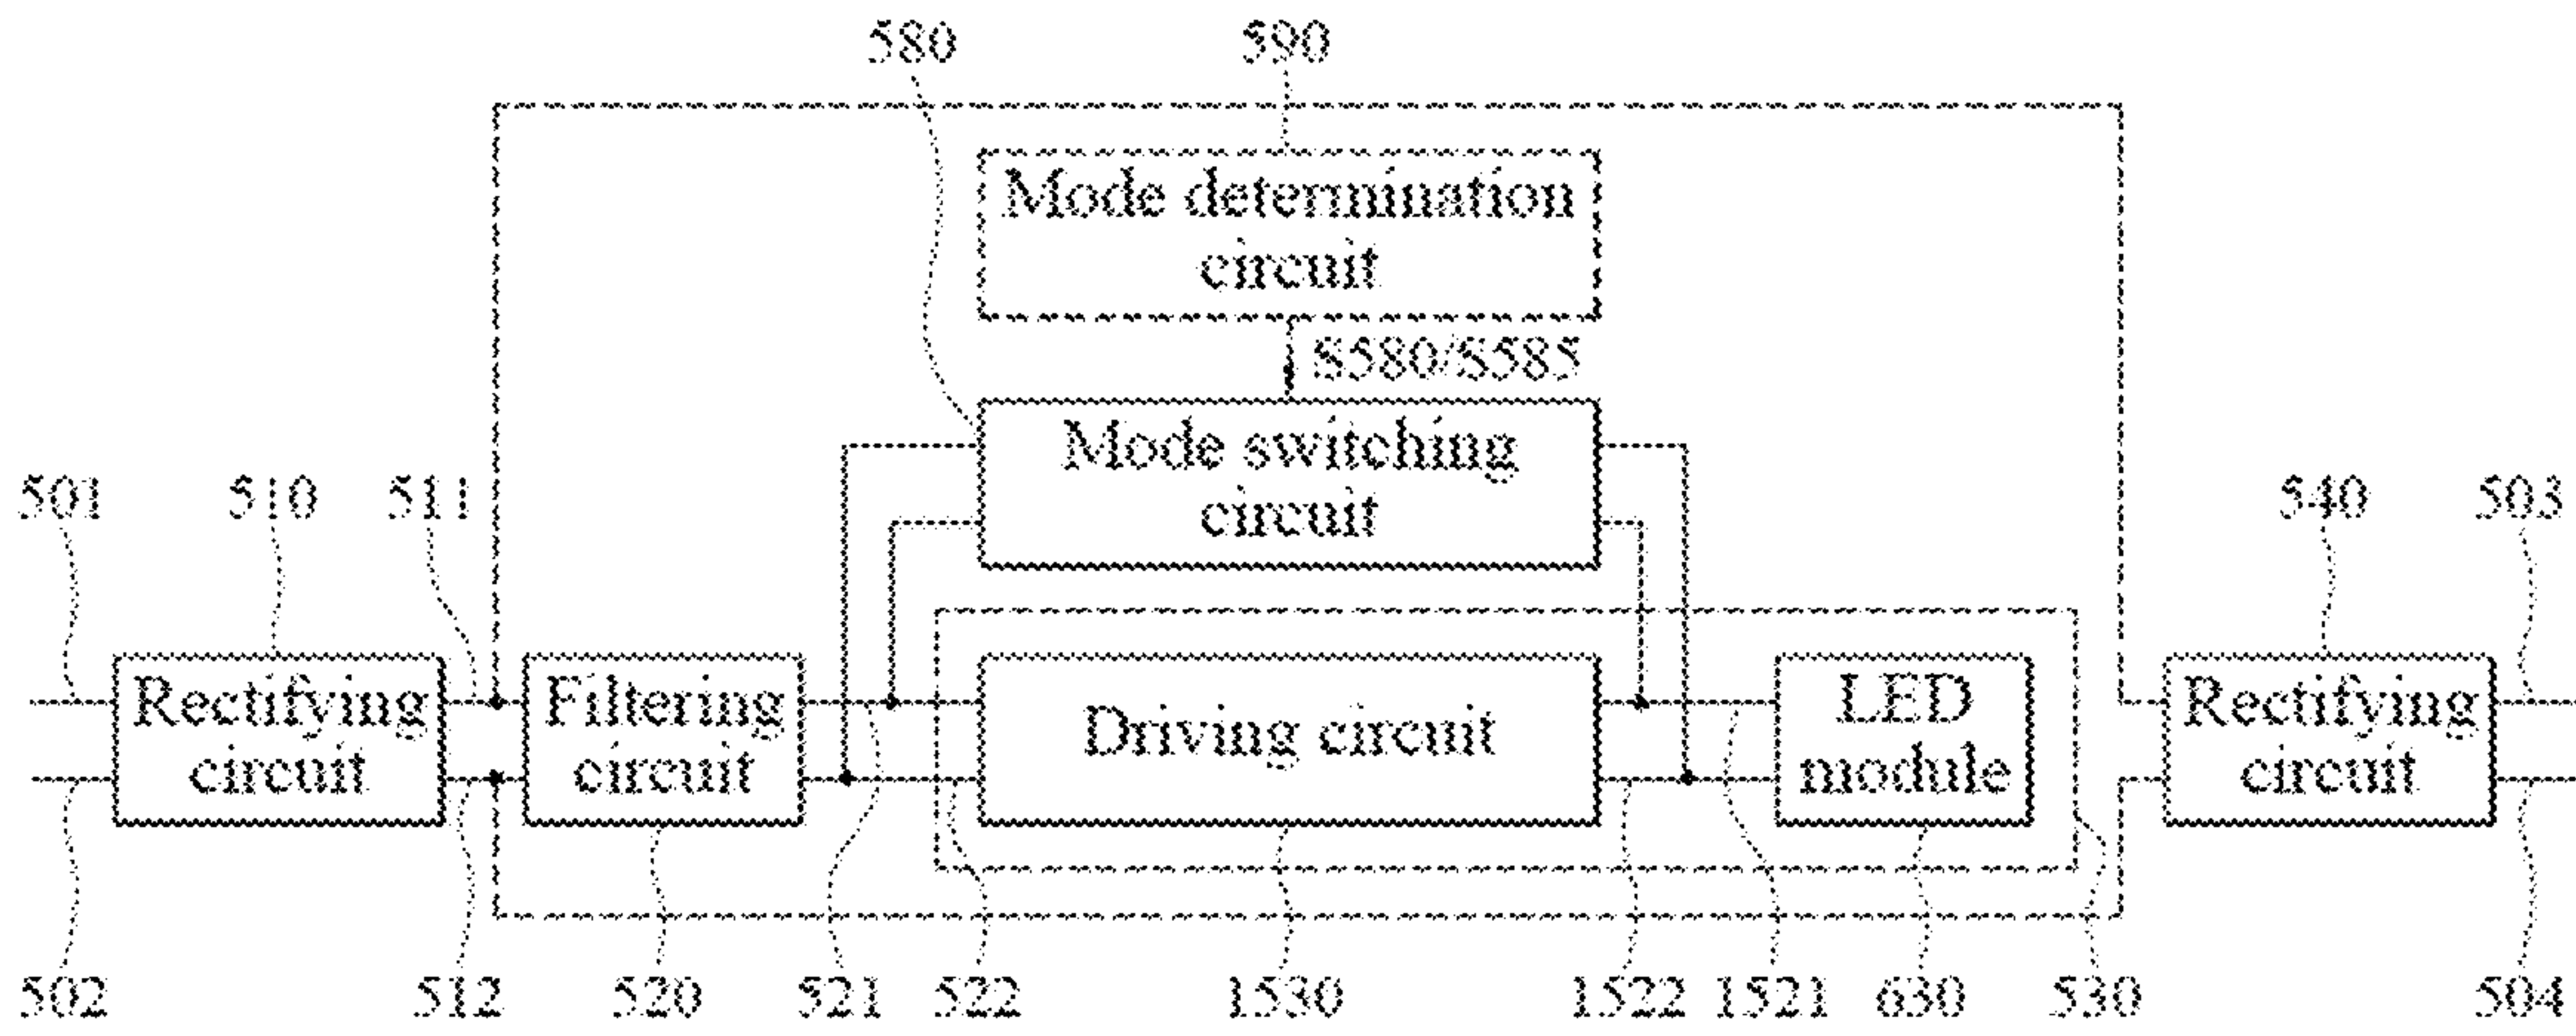 580 590
Mode determination
circuit
S580/S585
Mode switching
circuit
501 510 511 540 503
Rectifying
circuit
Filtering
circuit
Driving circuit
LED
module
Rectifying
circuit
502 512 520 521 522 1530 1522 1521 630 530 504